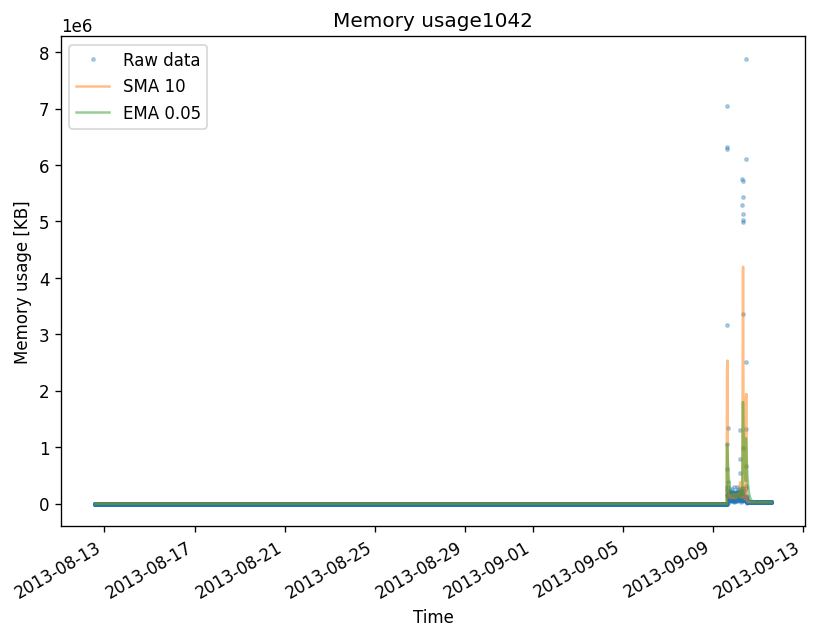 Memory usage1042
1e6
Raw data
SMA 10
EMA 0.05
8
7
6
5
4
3
2
1
0
Memory usage [KB]
2013-08-13
2013-08-17
2013-08-21
2013-08-25
2013-08-29
2013-09-01
2013-09-05
2013-09-09
2013-09-13
Time